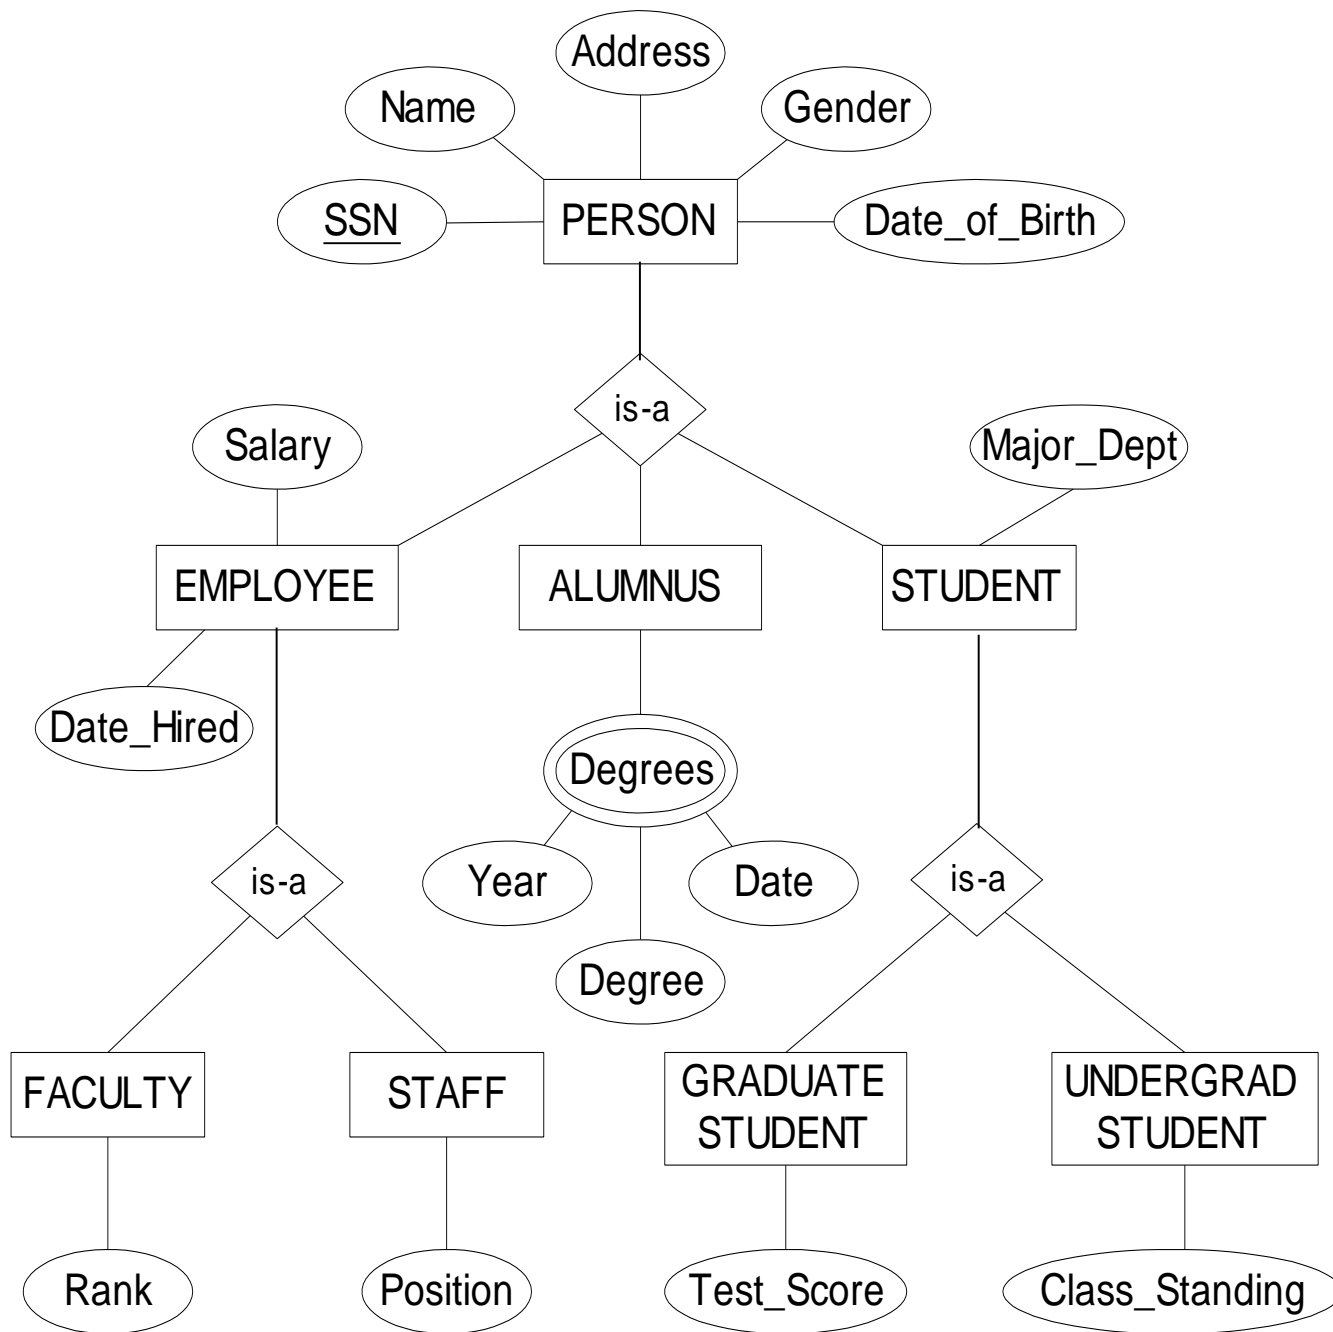 Address
Name
Gender
SSN
PERSON
Date_of_Birth
is-a
Salary
Major_Dept
EMPLOYEE
ALUMNUS
STUDENT
Date_Hired
Degrees
Year
Date
is-a
is-a
Degree
FACULTY
STAFF
GRADUATE
STUDENT
UNDERGRAD
STUDENT
Rank
Position
Test_Score
Class_Standing